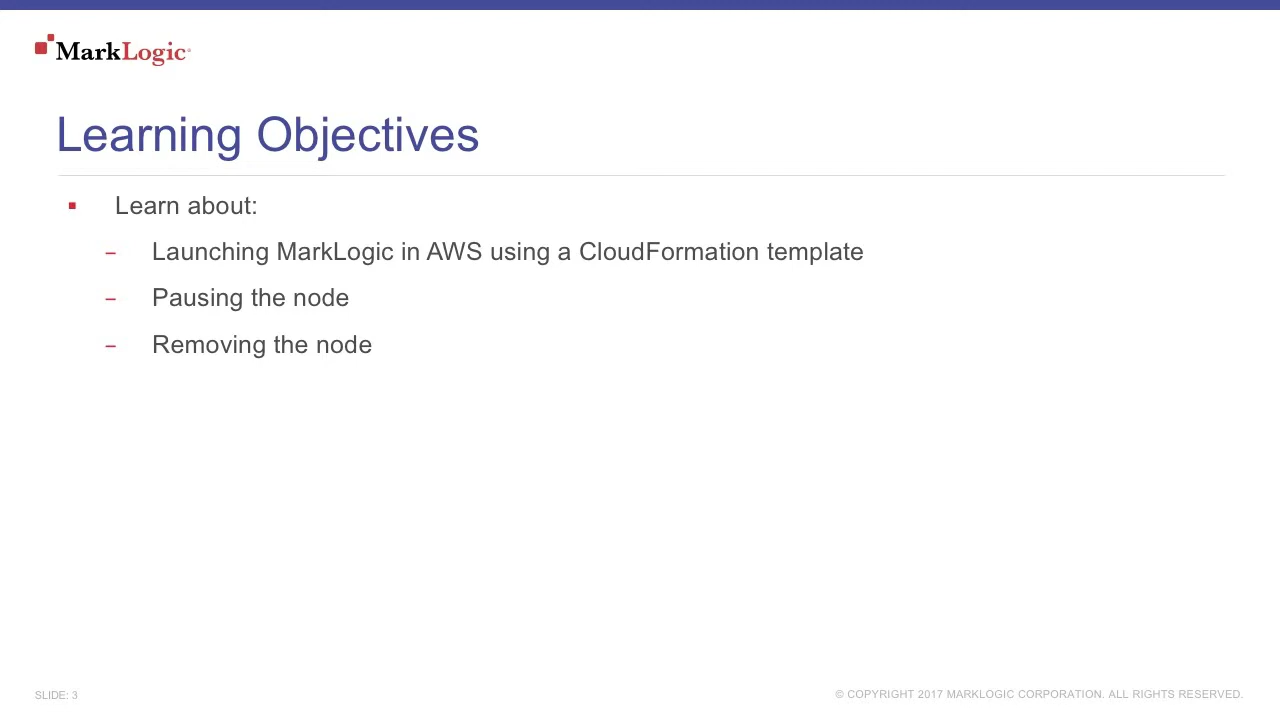 MarkLogic®
Learning Objectives
▪ Learn about:
– Launching MarkLogic in AWS using a CloudFormation template
– Pausing the node
– Removing the node
SLIDE: 3
© COPYRIGHT 2017 MARKLOGIC CORPORATION. ALL RIGHTS RESERVED.